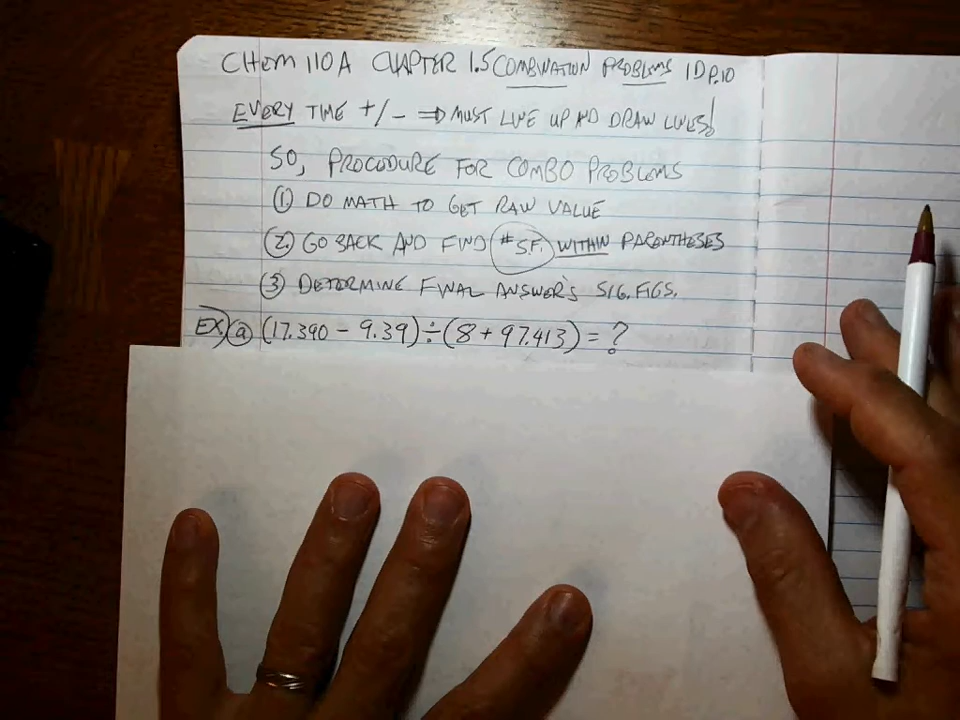 CHEM 110A CHAPTER 1.5 COMBINATION PROBLEMS 1D P.10
EVERY TIME +/- ⇒ MUST LINE UP AND DRAW LINES!
SO, PROCEDURE FOR COMBO PROBLEMS
① DO MATH TO GET RAW VALUE
②. GO BACK AND FIND # S.F. WITHIN PARENTHESES
③ DETERMINE FINAL ANSWER'S SIG. FIGS.
EX) ⓐ (17.390 - 9.39) ÷ (8 + 97.413) = ?